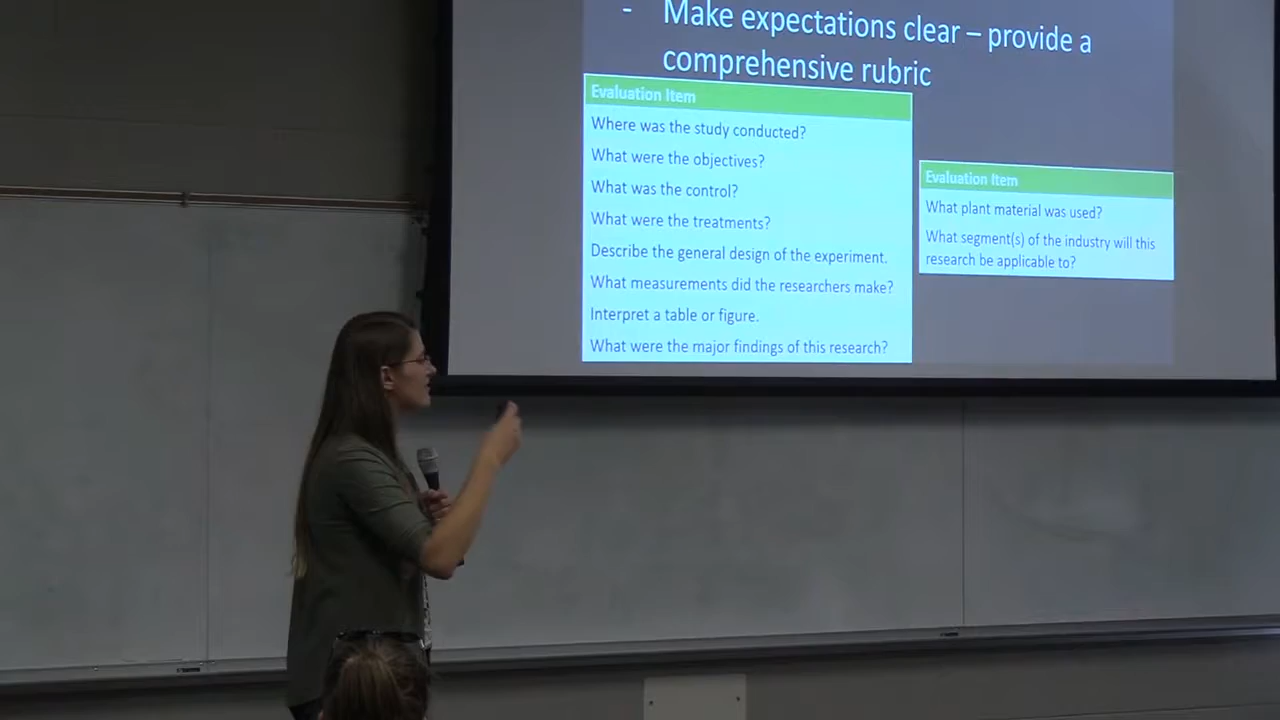 - Make expectations clear – provide a
comprehensive rubric
Evaluation Item
Where was the study conducted?
What were the objectives?
What was the control?
What were the treatments?
Describe the general design of the experiment.
What measurements did the researchers make?
Interpret a table or figure.
What were the major findings of this research?
Evaluation Item
What plant material was used?
What segment(s) of the industry will this
research be applicable to?